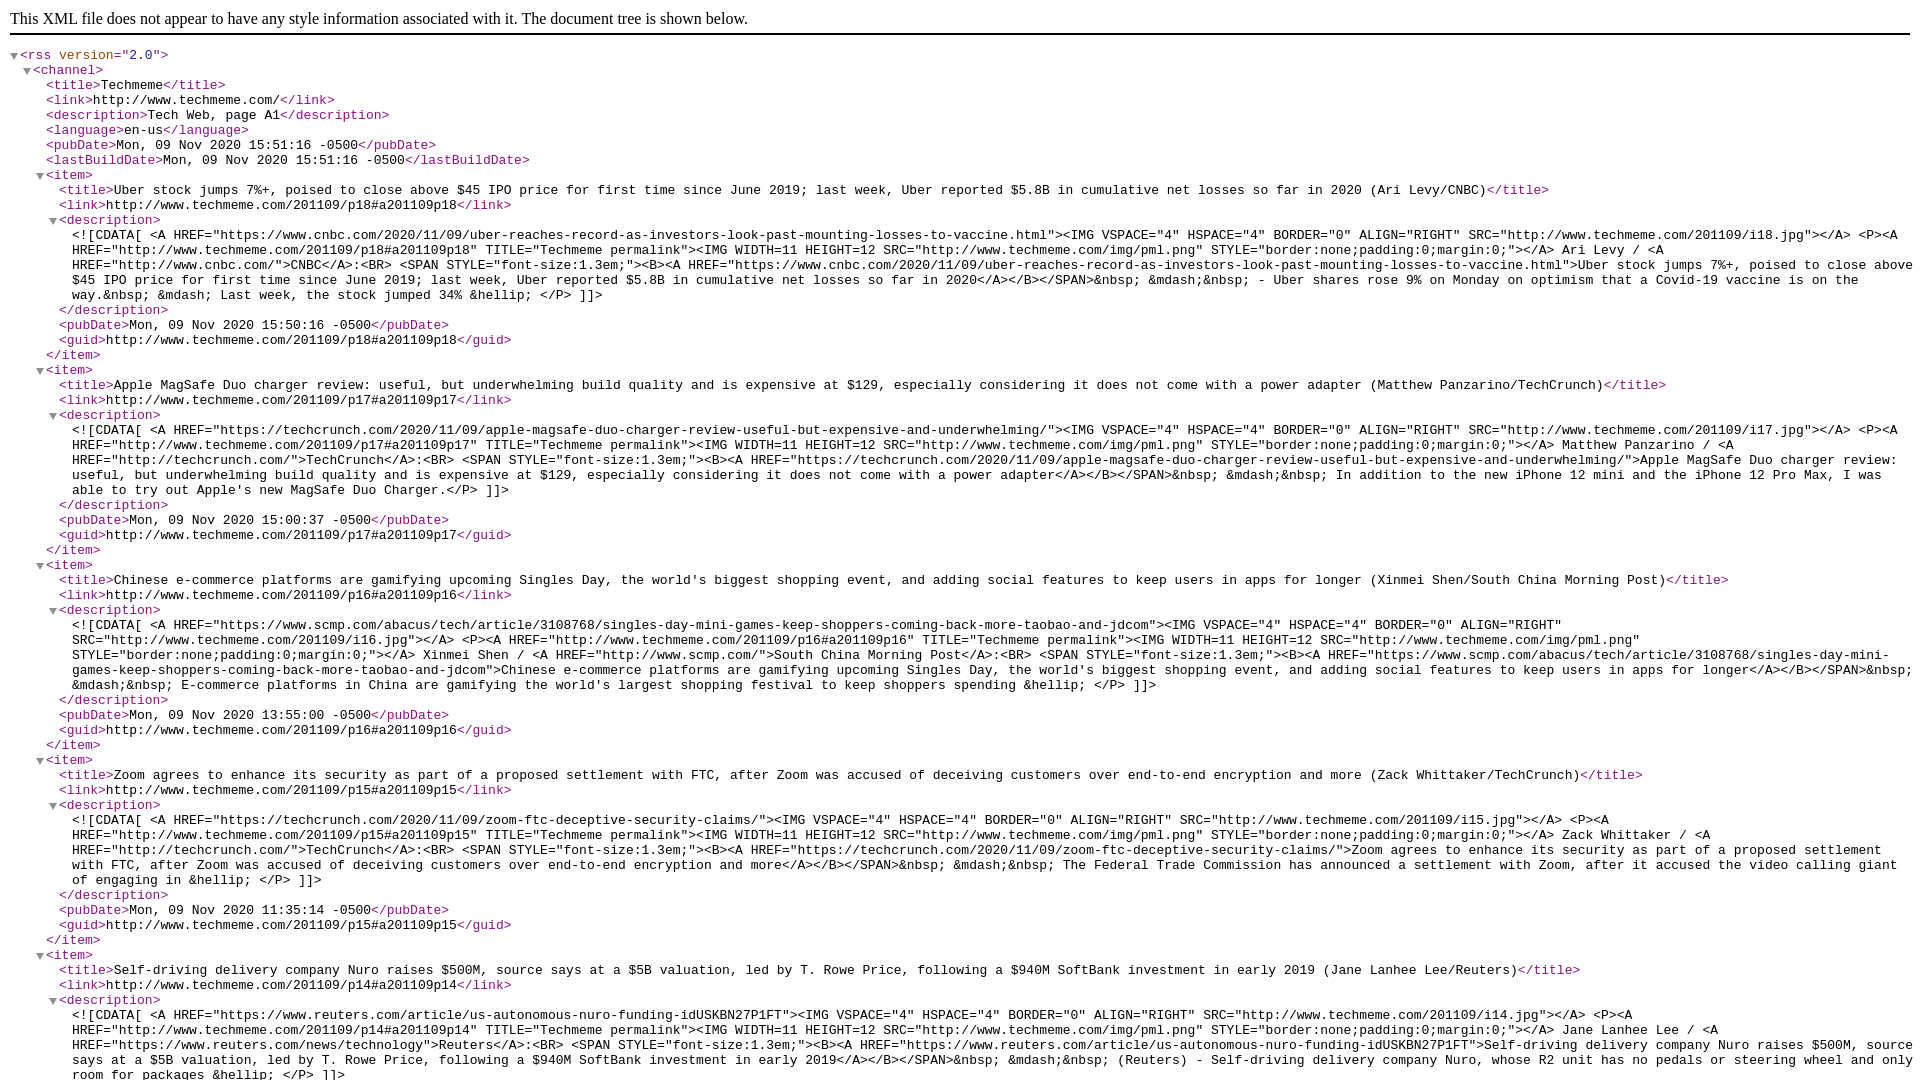 This XML file does not appear to have any style information associated with it. The document tree is shown below.
<rss version="2.0">
<channel>
<title>Techmeme</title>
<link>http://www.techmeme.com/</link>
<description>Tech Web, page A1</description>
<language>en-us</language>
<pubDate>Mon, 09 Nov 2020 15:51:16 -0500</pubDate>
<lastBuildDate>Mon, 09 Nov 2020 15:51:16 -0500</lastBuildDate>
<item>
<title>Uber stock jumps 7%+, poised to close above $45 IPO price for first time since June 2019; last week, Uber reported $5.8B in cumulative net losses so far in 2020 (Ari Levy/CNBC)</title>
<link>http://www.techmeme.com/201109/p18#a201109p18</link>
<description>
<![CDATA[ <A HREF="https://www.cnbc.com/2020/11/09/uber-reaches-record-as-investors-look-past-mounting-losses-to-vaccine.html"><IMG VSPACE="4" HSPACE="4" BORDER="0" ALIGN="RIGHT" SRC="http://www.techmeme.com/201109/i18.jpg"></A> <P><A
HREF="http://www.techmeme.com/201109/p18#a201109p18" TITLE="Techmeme permalink"><IMG WIDTH=11 HEIGHT=12 SRC="http://www.techmeme.com/img/pml.png" STYLE="border:none;padding:0;margin:0;"></A> Ari Levy / <A
HREF="http://www.cnbc.com/">CNBC</A>:<BR> <SPAN STYLE="font-size:1.3em;"><B><A HREF="https://www.cnbc.com/2020/11/09/uber-reaches-record-as-investors-look-past-mounting-losses-to-vaccine.html">Uber stock jumps 7%+, poised to close above
$45 IPO price for first time since June 2019; last week, Uber reported $5.8B in cumulative net losses so far in 2020</A></B></SPAN>&nbsp; &mdash;&nbsp; - Uber shares rose 9% on Monday on optimism that a Covid-19 vaccine is on the
way.&nbsp; &mdash; Last week, the stock jumped 34% &hellip; </P> ]]>
</description>
<pubDate>Mon, 09 Nov 2020 15:50:16 -0500</pubDate>
<guid>http://www.techmeme.com/201109/p18#a201109p18</guid>
</item>
<item>
<title>Apple MagSafe Duo charger review: useful, but underwhelming build quality and is expensive at $129, especially considering it does not come with a power adapter (Matthew Panzarino/TechCrunch)</title>
<link>http://www.techmeme.com/201109/p17#a201109p17</link>
<description>
<![CDATA[ <A HREF="https://techcrunch.com/2020/11/09/apple-magsafe-duo-charger-review-useful-but-expensive-and-underwhelming/"><IMG VSPACE="4" HSPACE="4" BORDER="0" ALIGN="RIGHT" SRC="http://www.techmeme.com/201109/i17.jpg"></A> <P><A
HREF="http://www.techmeme.com/201109/p17#a201109p17" TITLE="Techmeme permalink"><IMG WIDTH=11 HEIGHT=12 SRC="http://www.techmeme.com/img/pml.png" STYLE="border:none;padding:0;margin:0;"></A> Matthew Panzarino / <A
HREF="http://techcrunch.com/">TechCrunch</A>:<BR> <SPAN STYLE="font-size:1.3em;"><B><A HREF="https://techcrunch.com/2020/11/09/apple-magsafe-duo-charger-review-useful-but-expensive-and-underwhelming/">Apple MagSafe Duo charger review:
useful, but underwhelming build quality and is expensive at $129, especially considering it does not come with a power adapter</A></B></SPAN>&nbsp; &mdash;&nbsp; In addition to the new iPhone 12 mini and the iPhone 12 Pro Max, I was
able to try out Apple's new MagSafe Duo Charger.</P> ]]>
</description>
<pubDate>Mon, 09 Nov 2020 15:00:37 -0500</pubDate>
<guid>http://www.techmeme.com/201109/p17#a201109p17</guid>
</item>
<item>
<title>Chinese e-commerce platforms are gamifying upcoming Singles Day, the world's biggest shopping event, and adding social features to keep users in apps for longer (Xinmei Shen/South China Morning Post)</title>
<link>http://www.techmeme.com/201109/p16#a201109p16</link>
<description>
<![CDATA[ <A HREF="https://www.scmp.com/abacus/tech/article/3108768/singles-day-mini-games-keep-shoppers-coming-back-more-taobao-and-jdcom"><IMG VSPACE="4" HSPACE="4" BORDER="0" ALIGN="RIGHT"
SRC="http://www.techmeme.com/201109/i16.jpg"></A> <P><A HREF="http://www.techmeme.com/201109/p16#a201109p16" TITLE="Techmeme permalink"><IMG WIDTH=11 HEIGHT=12 SRC="http://www.techmeme.com/img/pml.png"
STYLE="border:none;padding:0;margin:0;"></A> Xinmei Shen / <A HREF="http://www.scmp.com/">South China Morning Post</A>:<BR> <SPAN STYLE="font-size:1.3em;"><B><A HREF="https://www.scmp.com/abacus/tech/article/3108768/singles-day-mini-
games-keep-shoppers-coming-back-more-taobao-and-jdcom">Chinese e-commerce platforms are gamifying upcoming Singles Day, the world's biggest shopping event, and adding social features to keep users in apps for longer</A></B></SPAN>&nbsp;
&mdash;&nbsp; E-commerce platforms in China are gamifying the world's largest shopping festival to keep shoppers spending &hellip; </P> ]]>
</description>
<pubDate>Mon, 09 Nov 2020 13:55:00 -0500</pubDate>
<guid>http://www.techmeme.com/201109/p16#a201109p16</guid>
</item>
<item>
<title>Zoom agrees to enhance its security as part of a proposed settlement with FTC, after Zoom was accused of deceiving customers over end-to-end encryption and more (Zack Whittaker/TechCrunch)</title>
<link>http://www.techmeme.com/201109/p15#a201109p15</link>
<description>
<![CDATA[ <A HREF="https://techcrunch.com/2020/11/09/zoom-ftc-deceptive-security-claims/"><IMG VSPACE="4" HSPACE="4" BORDER="0" ALIGN="RIGHT" SRC="http://www.techmeme.com/201109/i15.jpg"></A> <P><A
HREF="http://www.techmeme.com/201109/p15#a201109p15" TITLE="Techmeme permalink"><IMG WIDTH=11 HEIGHT=12 SRC="http://www.techmeme.com/img/pml.png" STYLE="border:none;padding:0;margin:0;"></A> Zack Whittaker / <A
HREF="http://techcrunch.com/">TechCrunch</A>:<BR> <SPAN STYLE="font-size:1.3em;"><B><A HREF="https://techcrunch.com/2020/11/09/zoom-ftc-deceptive-security-claims/">Zoom agrees to enhance its security as part of a proposed settlement
with FTC, after Zoom was accused of deceiving customers over end-to-end encryption and more</A></B></SPAN>&nbsp; &mdash;&nbsp; The Federal Trade Commission has announced a settlement with Zoom, after it accused the video calling giant
of engaging in &hellip; </P> ]]>
</description>
<pubDate>Mon, 09 Nov 2020 11:35:14 -0500</pubDate>
<guid>http://www.techmeme.com/201109/p15#a201109p15</guid>
</item>
<item>
<title>Self-driving delivery company Nuro raises $500M, source says at a $5B valuation, led by T. Rowe Price, following a $940M SoftBank investment in early 2019 (Jane Lanhee Lee/Reuters)</title>
<link>http://www.techmeme.com/201109/p14#a201109p14</link>
<description>
<![CDATA[ <A HREF="https://www.reuters.com/article/us-autonomous-nuro-funding-idUSKBN27P1FT"><IMG VSPACE="4" HSPACE="4" BORDER="0" ALIGN="RIGHT" SRC="http://www.techmeme.com/201109/i14.jpg"></A> <P><A
HREF="http://www.techmeme.com/201109/p14#a201109p14" TITLE="Techmeme permalink"><IMG WIDTH=11 HEIGHT=12 SRC="http://www.techmeme.com/img/pml.png" STYLE="border:none;padding:0;margin:0;"></A> Jane Lanhee Lee / <A
HREF="https://www.reuters.com/news/technology">Reuters</A>:<BR> <SPAN STYLE="font-size:1.3em;"><B><A HREF="https://www.reuters.com/article/us-autonomous-nuro-funding-idUSKBN27P1FT">Self-driving delivery company Nuro raises $500M, source
says at a $5B valuation, led by T. Rowe Price, following a $940M SoftBank investment in early 2019</A></B></SPAN>&nbsp; &mdash;&nbsp; (Reuters) - Self-driving delivery company Nuro, whose R2 unit has no pedals or steering wheel and only
room for packages &hellip; </P> ]]>